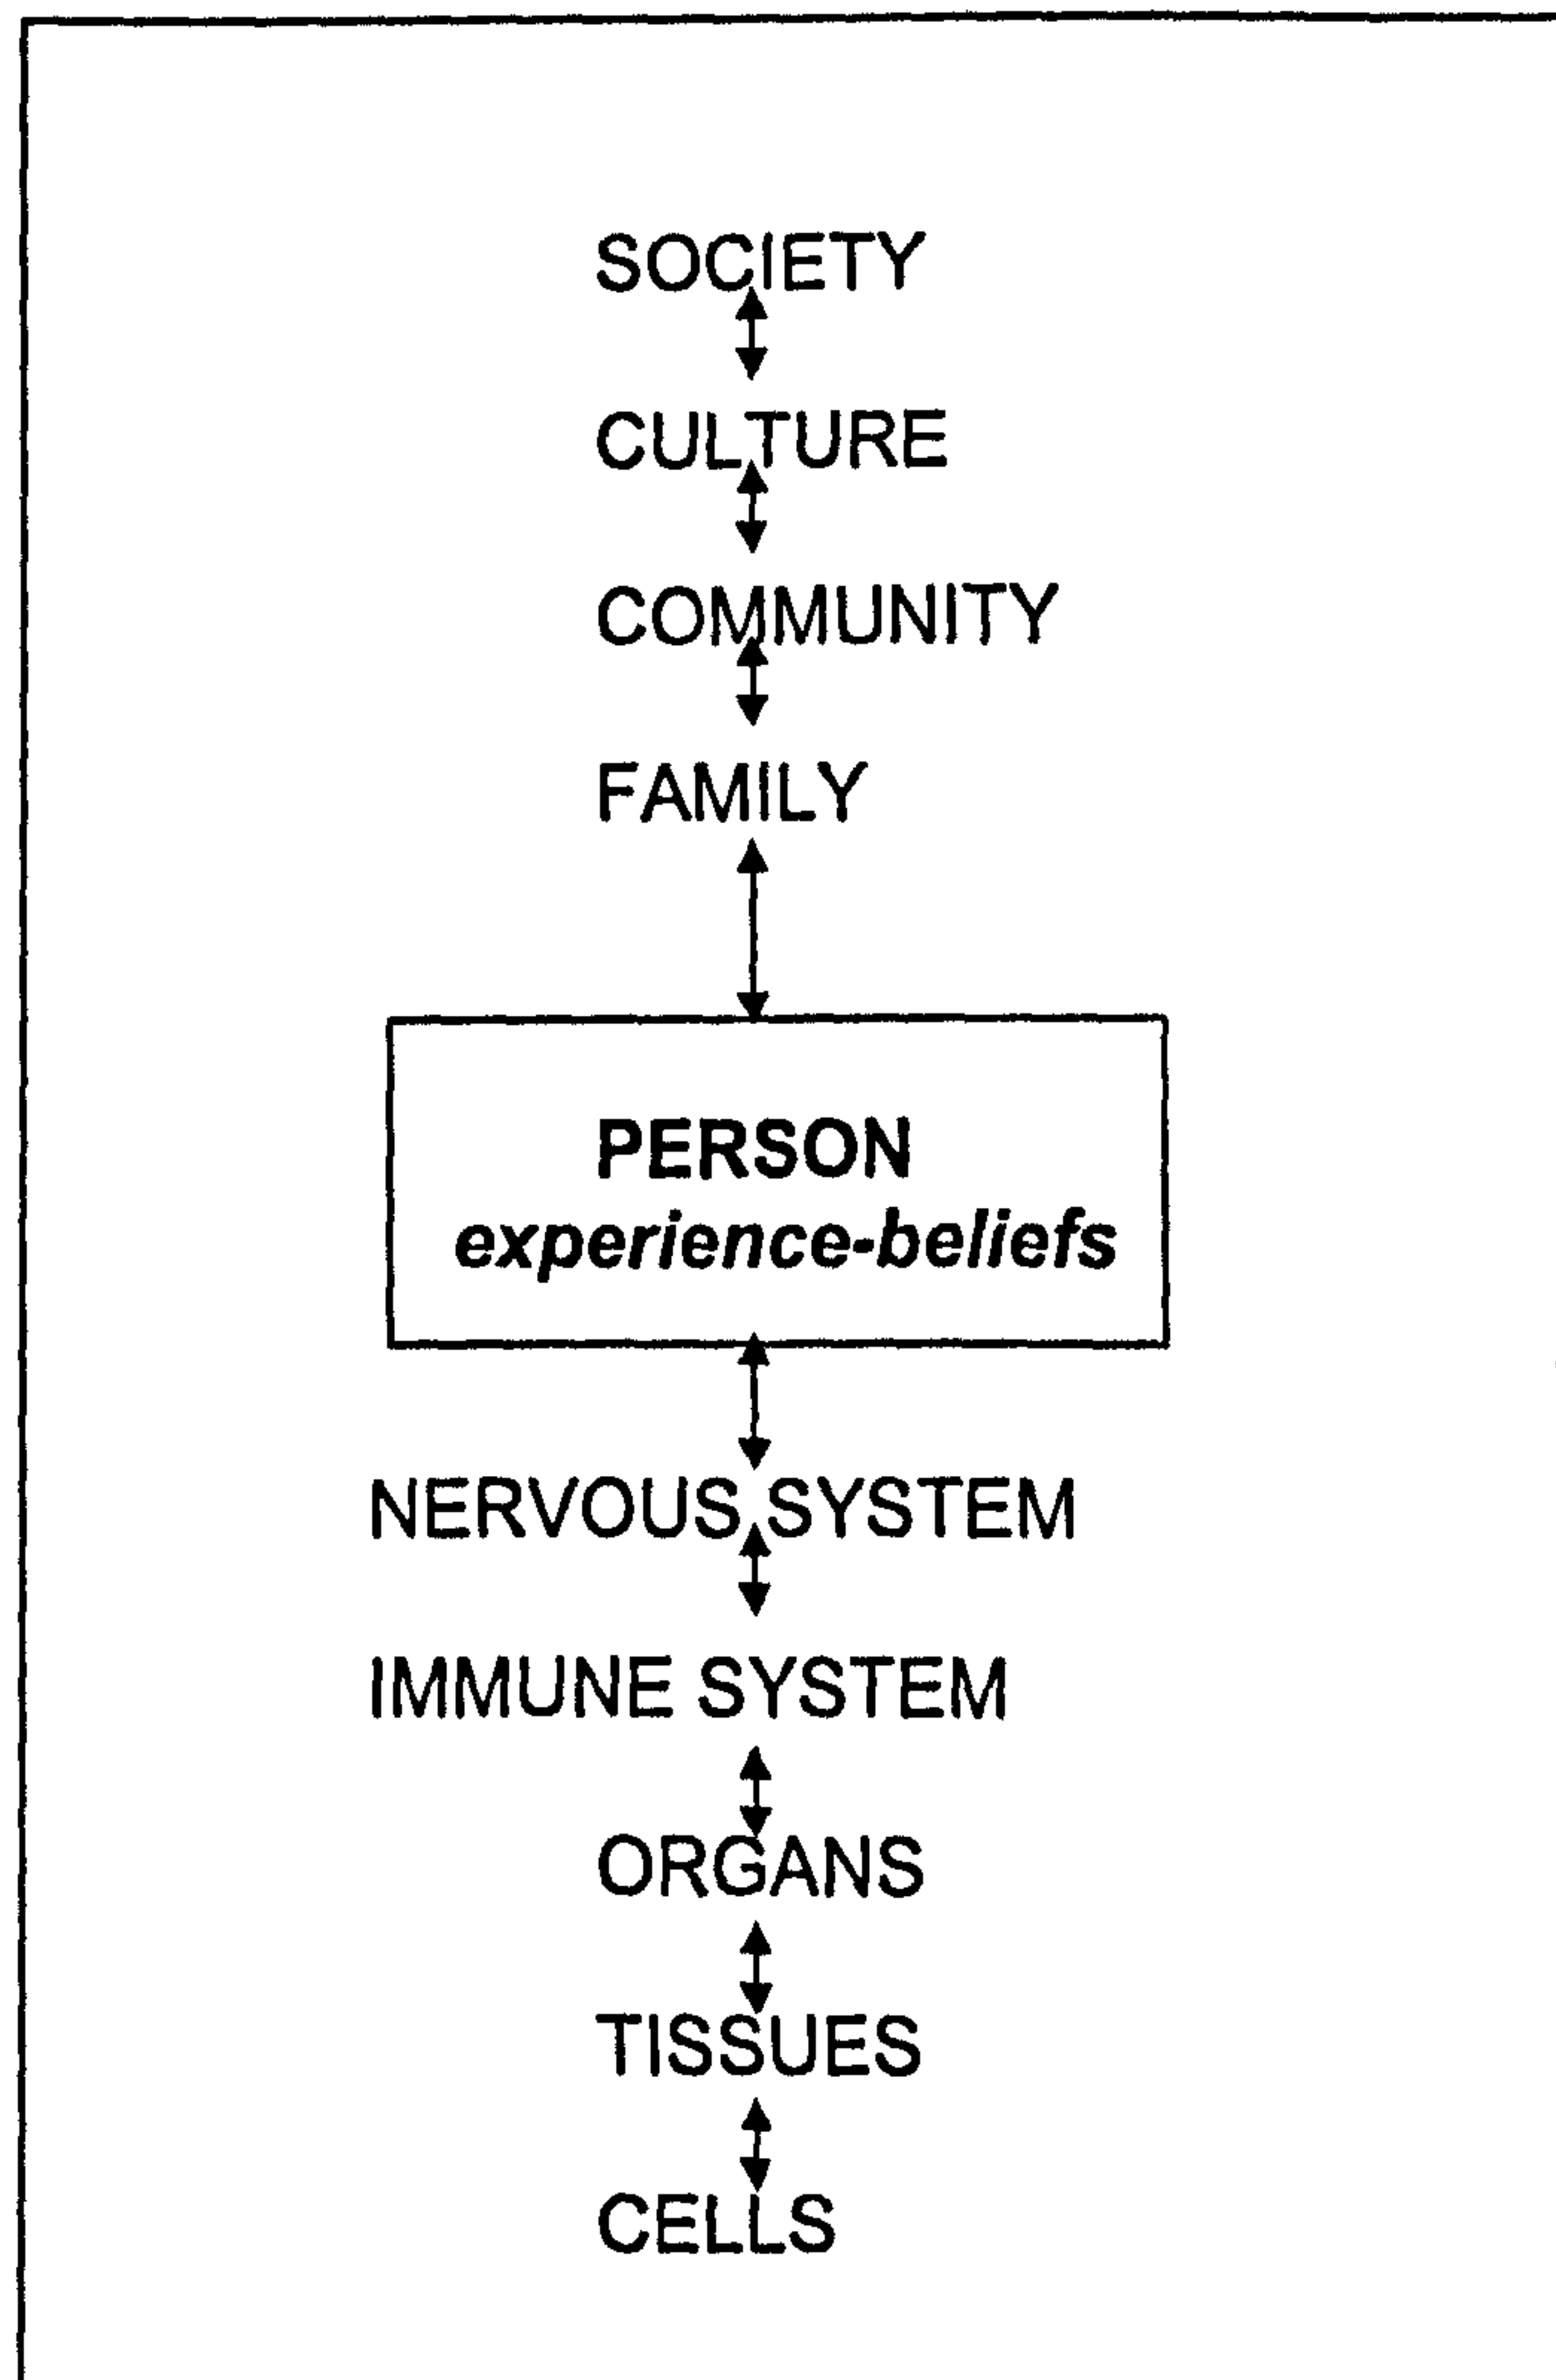 SOCIETY
CULTURE
COMMUNITY
FAMILY
PERSON
experience-beliefs
NERVOUS SYSTEM
IMMUNE SYSTEM
ORGANS
TISSUES
CELLS